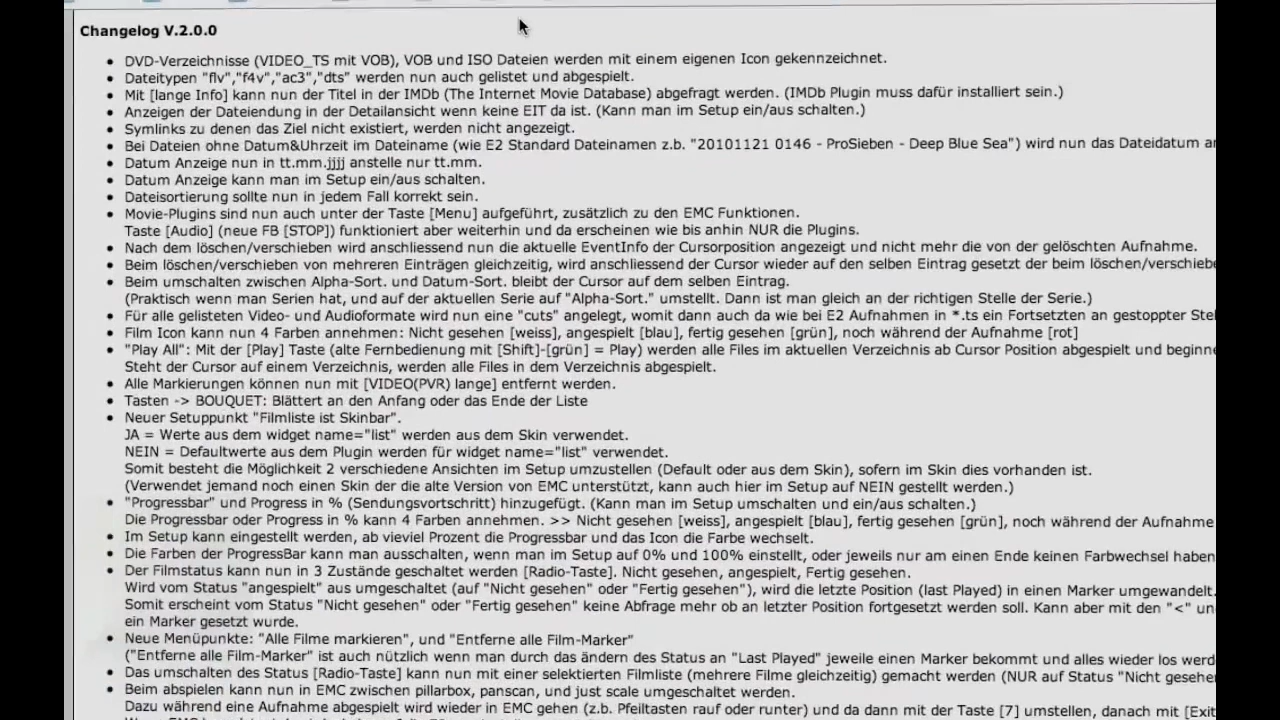 Changelog V.2.0.0
DVD-Verzeichnisse (VIDEO_TS mit VOB), VOB und ISO Dateien werden mit einem eigenen Icon gekennzeichnet.
Dateitypen "flv","f4v","ac3","dts" werden nun auch gelistet und abgespielt.
Mit [lange Info] kann nun der Titel in der IMDb (The Internet Movie Database) abgefragt werden. (IMDb Plugin muss dafür installiert sein.)
Anzeigen der Dateiendung in der Detailansicht wenn keine EIT da ist. (Kann man im Setup ein/aus schalten.)
Symlinks zu denen das Ziel nicht existiert, werden nicht angezeigt.
Bei Dateien ohne Datum&Uhrzeit im Dateiname (wie E2 Standard Dateinamen z.b. "20101121 0146 - ProSieben - Deep Blue Sea") wird nun das Dateidatum
Datum Anzeige nun in tt.mm.jjjj anstelle nur tt.mm.
Datum Anzeige kann man im Setup ein/aus schalten.
Dateisortierung sollte nun in jedem Fall korrekt sein.
Movie-Plugins sind nun auch unter der Taste [Menu] aufgeführt, zusätzlich zu den EMC Funktionen.
Taste [Audio] (neue FB [STOP]) funktioniert aber weiterhin und da erscheinen wie bis anhin NUR die Plugins.
Nach dem löschen/verschieben wird anschliessend nun die aktuelle EventInfo der Cursorposition angezeigt und nicht mehr die von der gelöschten Aufnahme.
Beim löschen/verschieben von mehreren Einträgen gleichzeitig, wird anschliessend der Cursor wieder auf den selben Eintrag gesetzt der beim löschen/verschiebe
Beim umschalten zwischen Alpha-Sort. und Datum-Sort. bleibt der Cursor auf dem selben Eintrag.
(Praktisch wenn man Serien hat, und auf der aktuellen Serie auf "Alpha-Sort." umstellt. Dann ist man gleich an der richtigen Stelle der Serie.)
Für alle gelisteten Video- und Audioformate wird nun eine "cuts" angelegt, womit dann auch da wie bei E2 Aufnahmen in *.ts ein Fortsetzten an gestoppter Stel
Film Icon kann nun 4 Farben annehmen: Nicht gesehen [weiss], angespielt [blau], fertig gesehen [grün], noch während der Aufnahme [rot]
"Play All": Mit der [Play] Taste (alte Fernbedienung mit [Shift]-[grün] = Play) werden alle Files im aktuellen Verzeichnis ab Cursor Position abgespielt und beginne
Steht der Cursor auf einem Verzeichnis, werden alle Files in dem Verzeichnis abgespielt.
Alle Markierungen können nun mit [VIDEO(PVR) lange] entfernt werden.
Tasten -> BOUQUET: Blättert an den Anfang oder das Ende der Liste
Neuer Setuppunkt "Filmliste ist Skinbar".
JA = Werte aus dem widget name="list" werden aus dem Skin verwendet.
NEIN = Defaultwerte aus dem Plugin werden für widget name="list" verwendet.
Somit besteht die Möglichkeit 2 verschiedene Ansichten im Setup umzustellen (Default oder aus dem Skin), sofern im Skin dies vorhanden ist.
(Verwendet jemand noch einen Skin der die alte Version von EMC unterstützt, kann auch hier im Setup auf NEIN gestellt werden.)
"Progressbar" und Progress in % (Sendungsvortschritt) hinzugefügt. (Kann man im Setup umschalten und ein/aus schalten.)
Die Progressbar oder Progress in % kann 4 Farben annehmen. >> Nicht gesehen [weiss], angespielt [blau], fertig gesehen [grün], noch während der Aufnahme
Im Setup kann eingestellt werden, ab vieviel Prozent die Progressbar und das Icon die Farbe wechselt.
Die Farben der ProgressBar kann man ausschalten, wenn man im Setup auf 0% und 100% einstellt, oder jeweils nur am einen Ende keinen Farbwechsel haben
Der Filmstatus kann nun in 3 Zustände geschaltet werden [Radio-Taste]. Nicht gesehen, angespielt, Fertig gesehen.
Wird vom Status "angespielt" aus umgeschaltet (auf "Nicht gesehen" oder "Fertig gesehen"), wird die letzte Position (last Played) in einen Marker umgewandelt.
Somit erscheint vom Status "Nicht gesehen" oder "Fertig gesehen" keine Abfrage mehr ob an letzter Position fortgesetzt werden soll. Kann aber mit den "<" un
ein Marker gesetzt wurde.
Neue Menüpunkte: "Alle Filme markieren", und "Entferne alle Film-Marker"
("Entferne alle Film-Marker" ist auch nützlich wenn man durch das ändern des Status an "Last Played" jeweile einen Marker bekommt und alles wieder los werd
Das umschalten des Status [Radio-Taste] kann nun mit einer selektierten Filmliste (mehrere Filme gleichzeitig) gemacht werden (NUR auf Status "Nicht gesehe
Beim abspielen kann nun in EMC zwischen pillarbox, panscan, und just scale umgeschaltet werden.
Dazu während eine Aufnahme abgespielt wird wieder in EMC gehen (z.b. Pfeiltasten rauf oder runter) und da dann mit der Taste [7] umstellen, danach mit [Exit